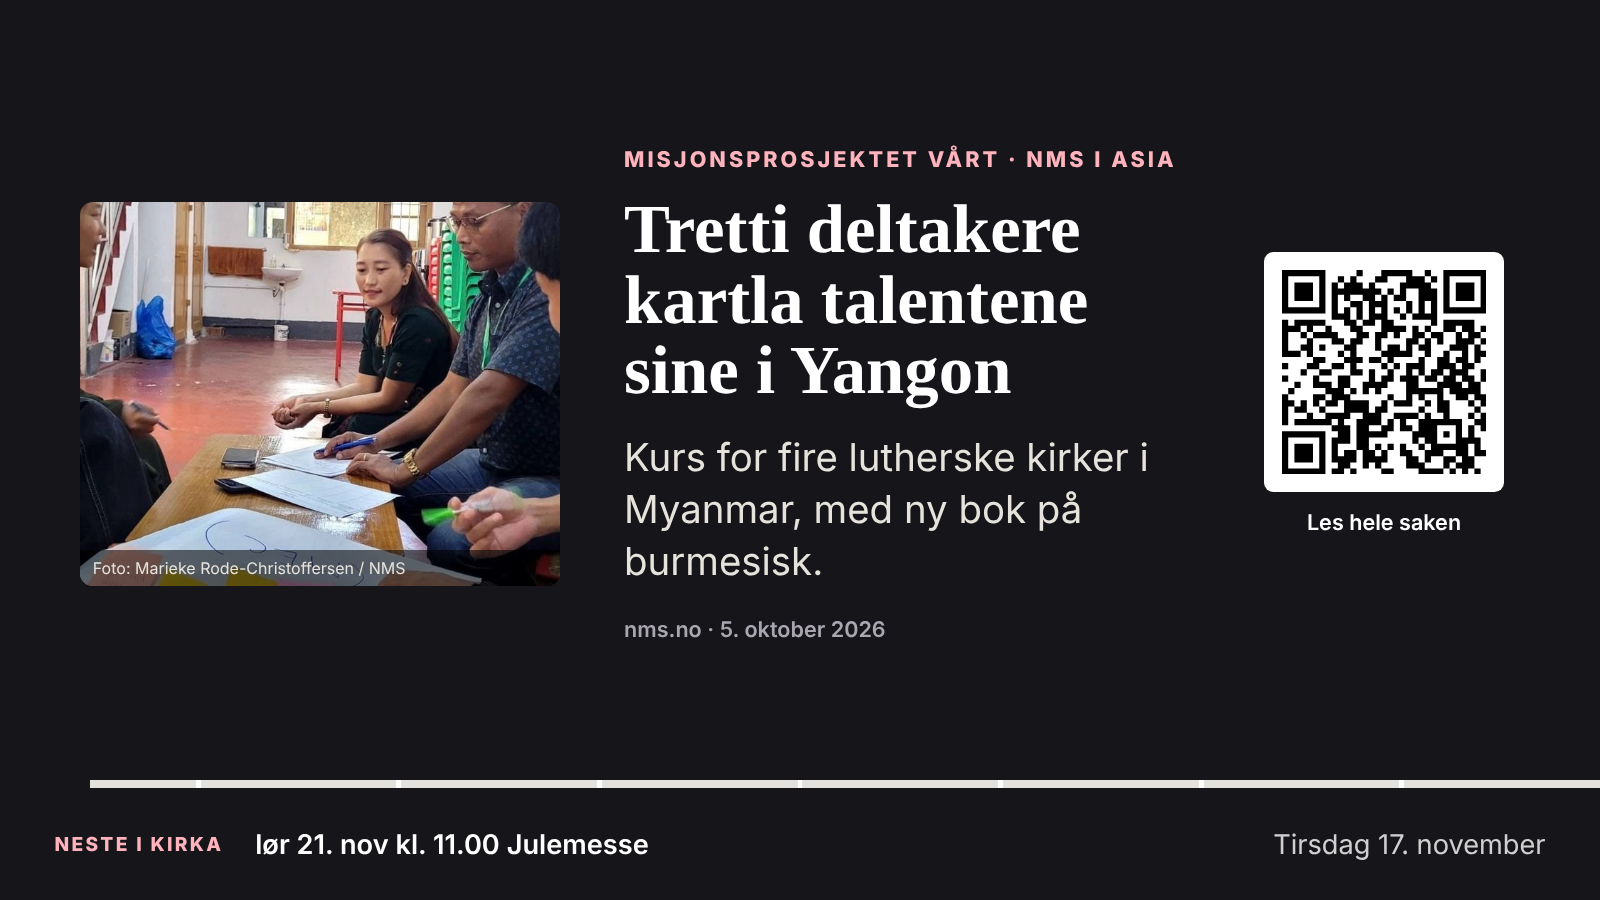 MISJONSPROSJEKTET VÅRT · NMS I ASIA
Tretti deltakere
kartla talentene
sine i Yangon
Kurs for fire lutherske kirker i
Myanmar, med ny bok på
burmesisk.
nms.no · 5. oktober 2026
Foto: Marieke Rode-Christoffersen / NMS
Les hele saken
NESTE I KIRKA
lør 21. nov kl. 11.00 Julemesse
Tirsdag 17. november